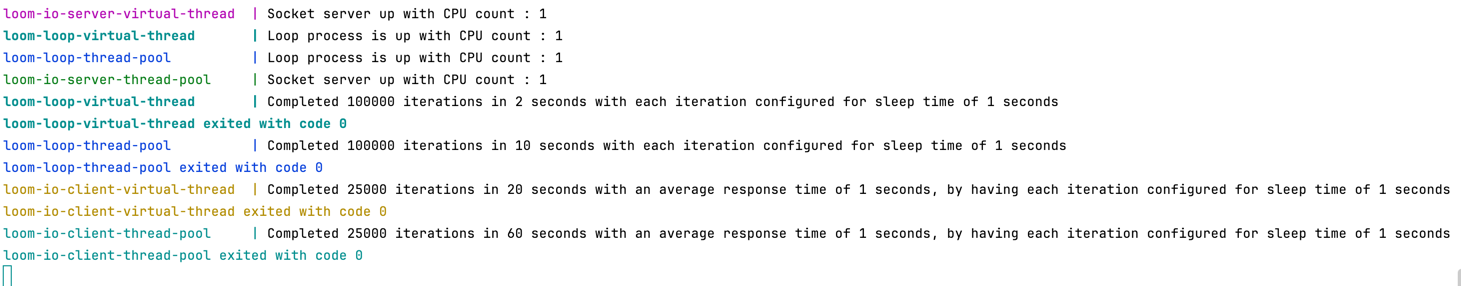 loom-io-server-virtual-thread | Socket server up with CPU count : 1
loom-loop-virtual-thread | Loop process is up with CPU count : 1
loom-loop-thread-pool | Loop process is up with CPU count : 1
loom-io-server-thread-pool | Socket server up with CPU count : 1
loom-loop-virtual-thread | Completed 100000 iterations in 2 seconds with each iteration configured for sleep time of 1 seconds
loom-loop-virtual-thread exited with code 0
loom-loop-thread-pool | Completed 100000 iterations in 10 seconds with each iteration configured for sleep time of 1 seconds
loom-loop-thread-pool exited with code 0
loom-io-client-virtual-thread | Completed 25000 iterations in 20 seconds with an average response time of 1 seconds, by having each iteration configured for sleep time of 1 seconds
loom-io-client-virtual-thread exited with code 0
loom-io-client-thread-pool | Completed 25000 iterations in 60 seconds with an average response time of 1 seconds, by having each iteration configured for sleep time of 1 seconds
loom-io-client-thread-pool exited with code 0